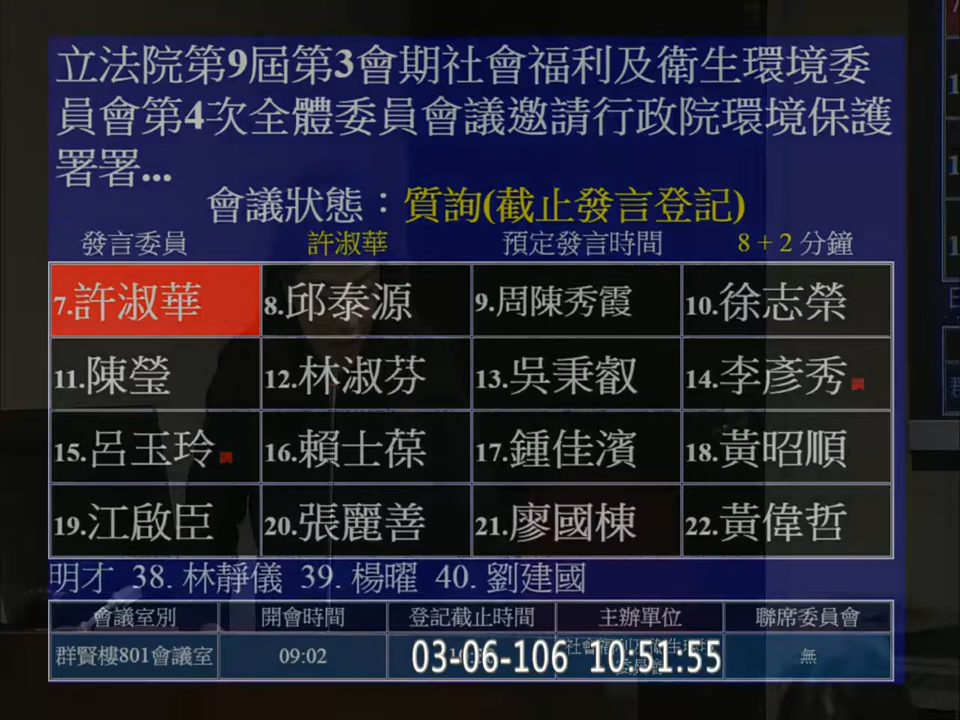 立法院第9屆第3會期社會福利及衛生環境委
員會第4次全體委員會議邀請行政院環境保護
署署...
會議狀態：質詢(截止發言登記)
發言委員 許淑華 預定發言時間 8 + 2 分鐘
7.許淑華 8.邱泰源 9.周陳秀霞 10.徐志榮
11.陳瑩 12.林淑芬 13.吳秉叡 14.李彥秀
15.呂玉玲 16.賴士葆 17.鍾佳濱 18.黃昭順
19.江啟臣 20.張麗善 21.廖國棟 22.黃偉哲
明才 38. 林靜儀 39. 楊曜 40. 劉建國
會議室別 開會時間 登記截止時間 主辦單位 聯席委員會
群賢樓801會議室 09:02 社會福利及衛生環境 無
03-06-106 10:51:55